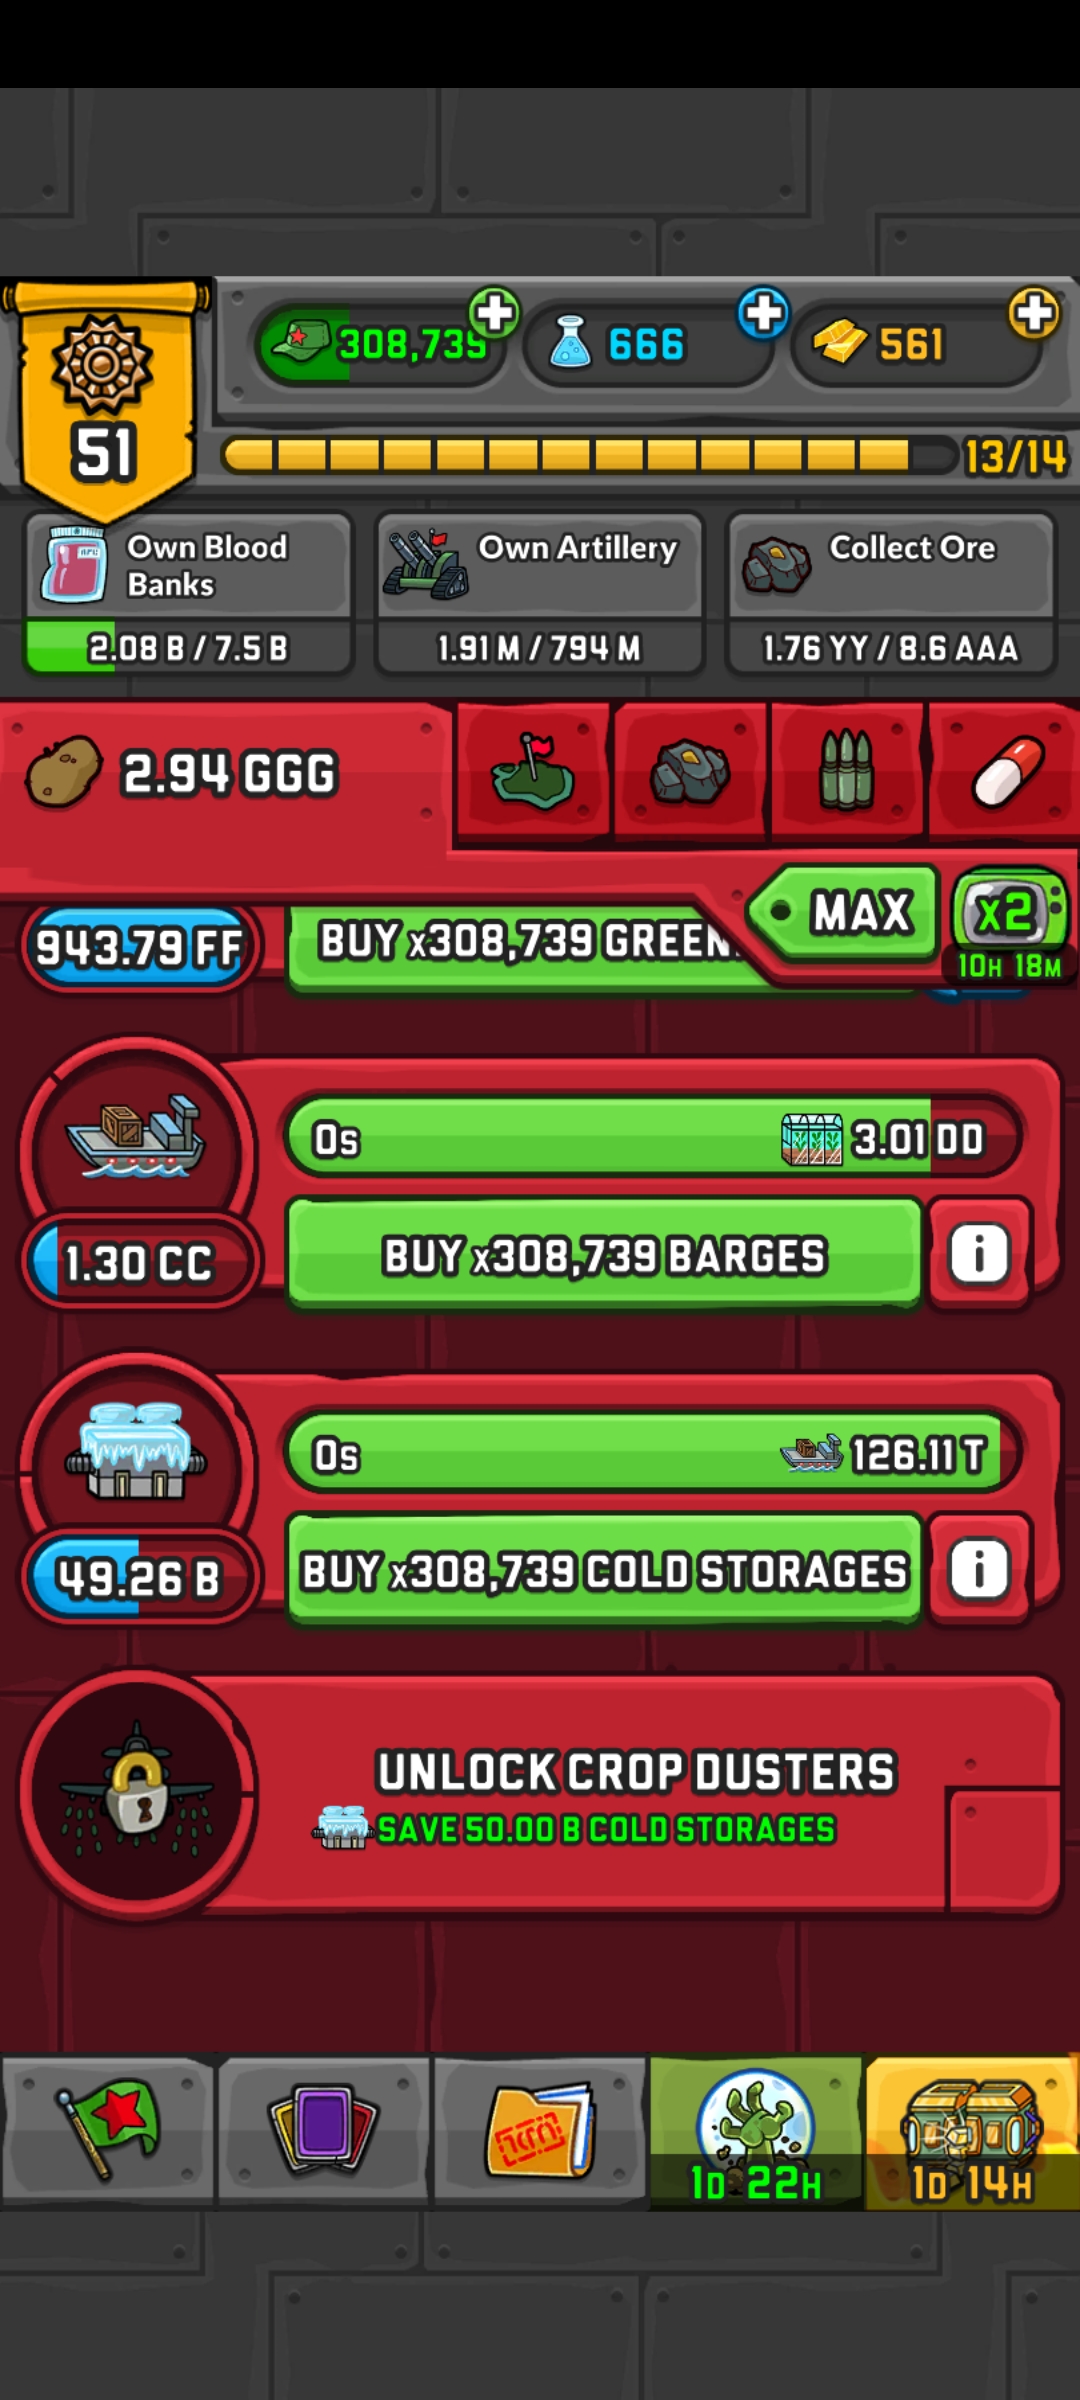 308,739
666
561
51
13/14
Own Blood
Banks
2.08 B / 7.5 B
Own Artillery
1.91 M / 794 M
Collect Ore
1.76 YY / 8.6 AAA
2.94 GGG
MAX
x2
10H 18M
943.79 FF
BUY x308,739 GREEN
0s
3.01 DD
1.30 CC
BUY x308,739 BARGES
i
0s
126.11 T
49.26 B
BUY x308,739 COLD STORAGES
i
UNLOCK CROP DUSTERS
SAVE 50.00 B COLD STORAGES
1D 22H
1D 14H